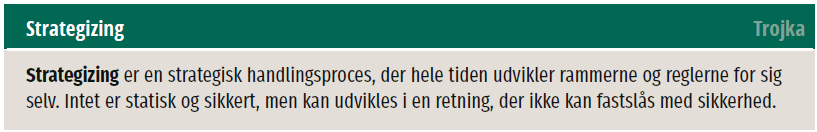 Strategizing Trojka
Strategizing er en strategisk handlingsproces, der hele tiden udvikler rammerne og reglerne for sig
selv. Intet er statisk og sikkert, men kan udvikles i en retning, der ikke kan fastslås med sikkerhed.